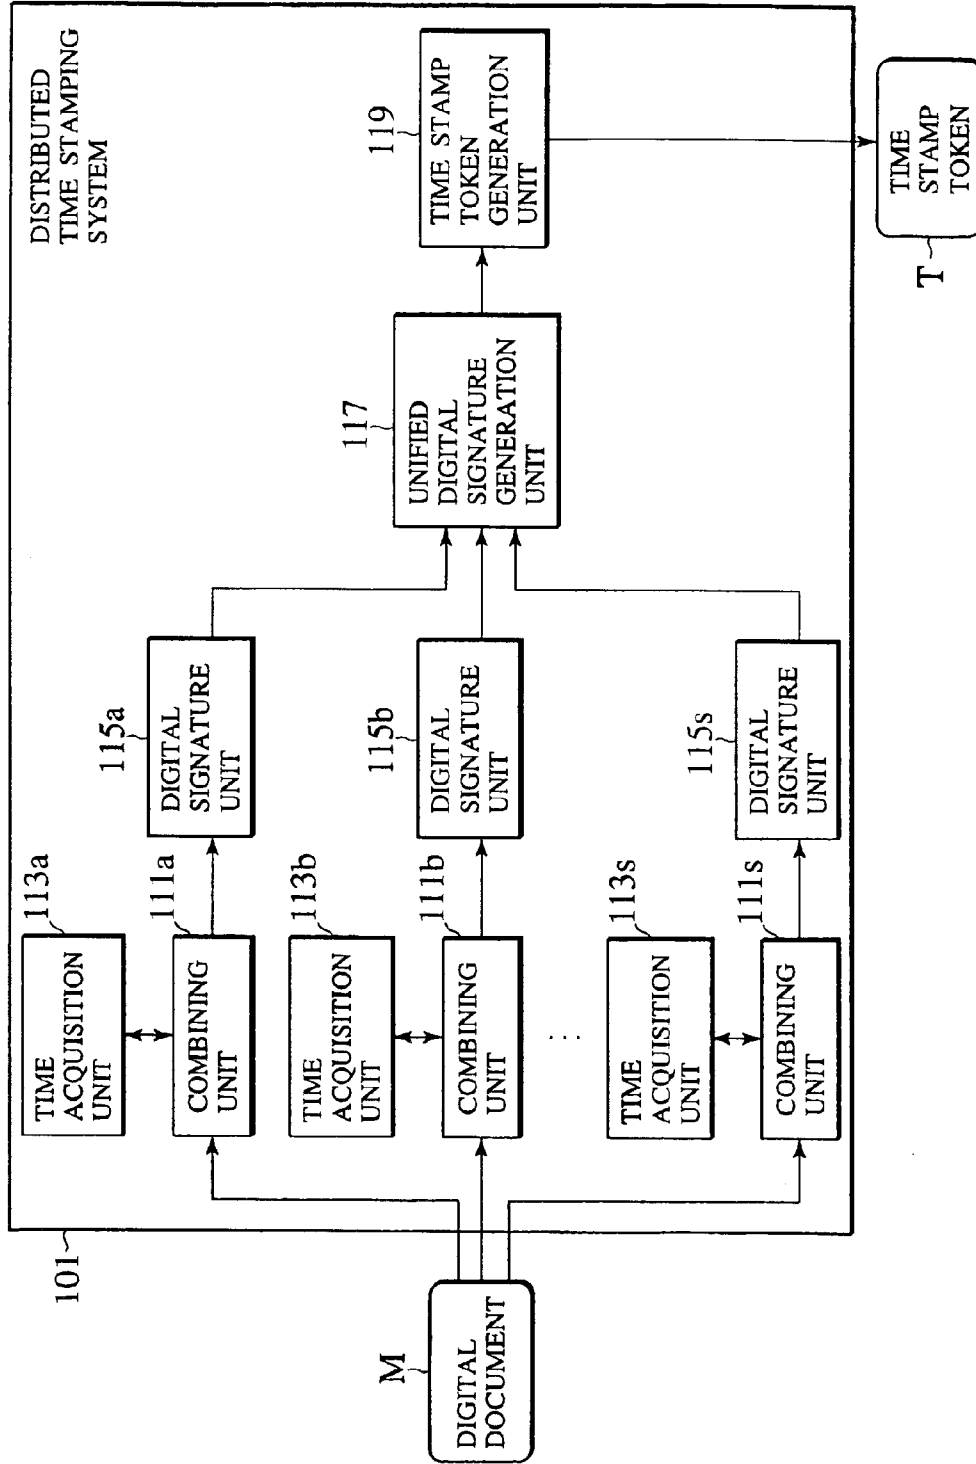 DISTRIBUTED
TIME STAMPING
SYSTEM
101
M
DIGITAL
DOCUMENT
113a
TIME
ACQUISITION
UNIT
111a
COMBINING
UNIT
115a
DIGITAL
SIGNATURE
UNIT
113b
TIME
ACQUISITION
UNIT
111b
COMBINING
UNIT
115b
DIGITAL
SIGNATURE
UNIT
...
113s
TIME
ACQUISITION
UNIT
111s
COMBINING
UNIT
115s
DIGITAL
SIGNATURE
UNIT
117
UNIFIED
DIGITAL
SIGNATURE
GENERATION
UNIT
119
TIME STAMP
TOKEN
GENERATION
UNIT
T
TIME
STAMP
TOKEN